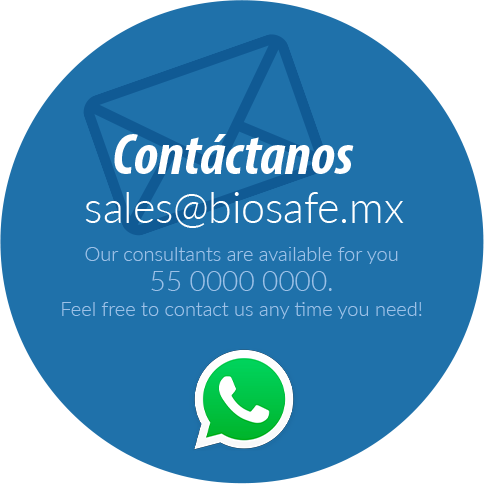 Contáctanos
sales@biosafe.mx
Our consultants are available for you
55 0000 0000.
Feel free to contact us any time you need!